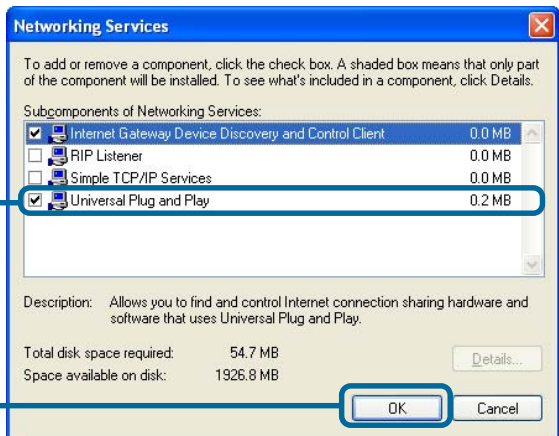 Networking Services
To add or remove a component, click the check box. A shaded box means that only part
of the component will be installed. To see what's included in a component, click Details.
Subcomponents of Networking Services:
Internet Gateway Device Discovery and Control Client 0.0 MB
RIP Listener 0.0 MB
Simple TCP/IP Services 0.0 MB
Universal Plug and Play 0.2 MB
Description: Allows you to find and control Internet connection sharing hardware and
software that uses Universal Plug and Play.
Total disk space required: 54.7 MB
Space available on disk: 1926.8 MB
Details...
OK Cancel